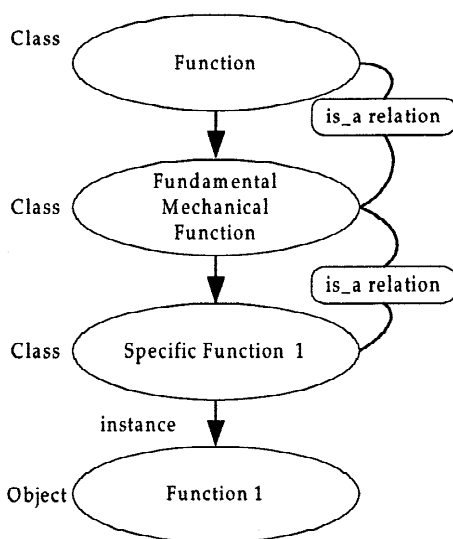 Class
Function
is_a relation
Class
Fundamental
Mechanical
Function
is_a relation
Class
Specific Function 1
instance
Object
Function 1